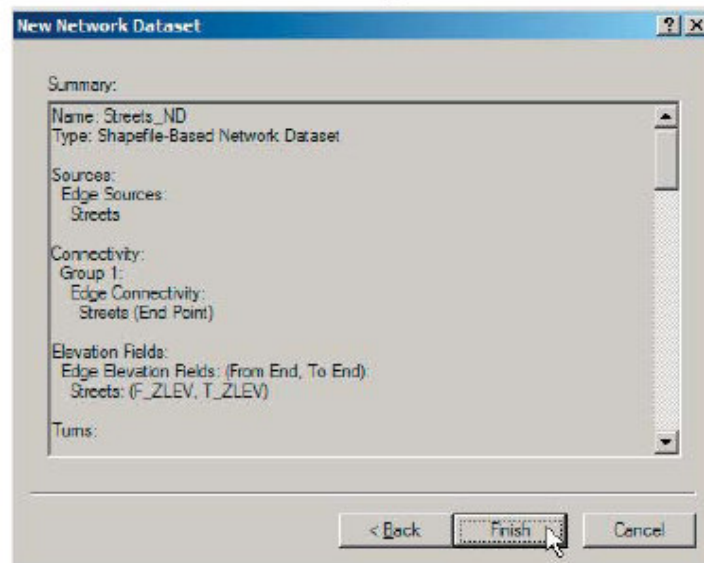 New Network Dataset
Summary:
Name: Streets_ND
Type: Shapefile-Based Network Dataset
Sources:
Edge Sources:
Streets
Connectivity:
Group 1:
Edge Connectivity:
Streets (End Point)
Elevation Fields:
Edge Elevation Fields: (From End, To End):
Streets: (F_ZLEV, T_ZLEV)
Turns:
< Back
Finish
Cancel